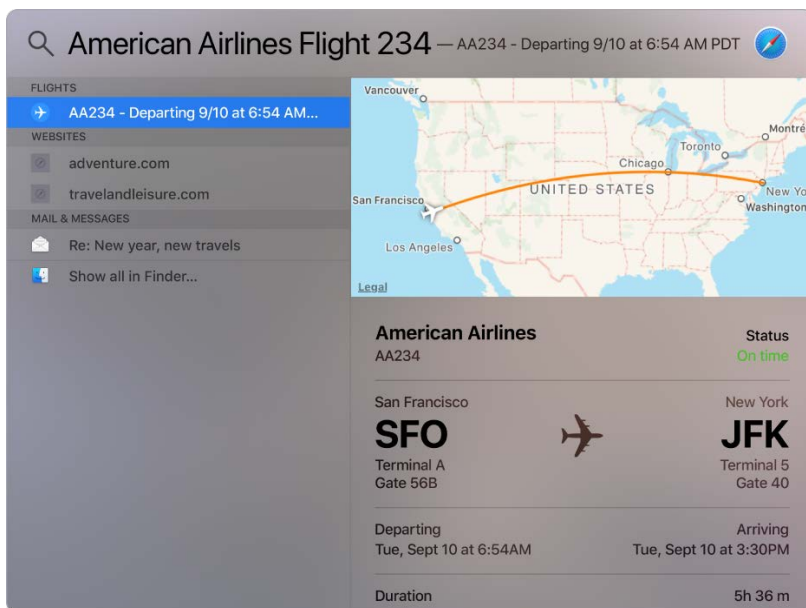 American Airlines Flight 234 — AA234 - Departing 9/10 at 6:54 AM PDT
FLIGHTS
AA234 - Departing 9/10 at 6:54 AM...
WEBSITES
adventure.com
travelandleisure.com
MAIL & MESSAGES
Re: New year, new travels
Show all in Finder...
Vancouver
Montré
Toronto
Chicago
San Francisco
UNITED STATES
New Yo
Washington
Los Angeles
Legal
American Airlines
Status
AA234
On time
San Francisco
New York
SFO
JFK
Terminal A
Terminal 5
Gate 56B
Gate 40
Departing
Arriving
Tue, Sept 10 at 6:54AM
Tue, Sept 10 at 3:30PM
Duration
5h 36 m